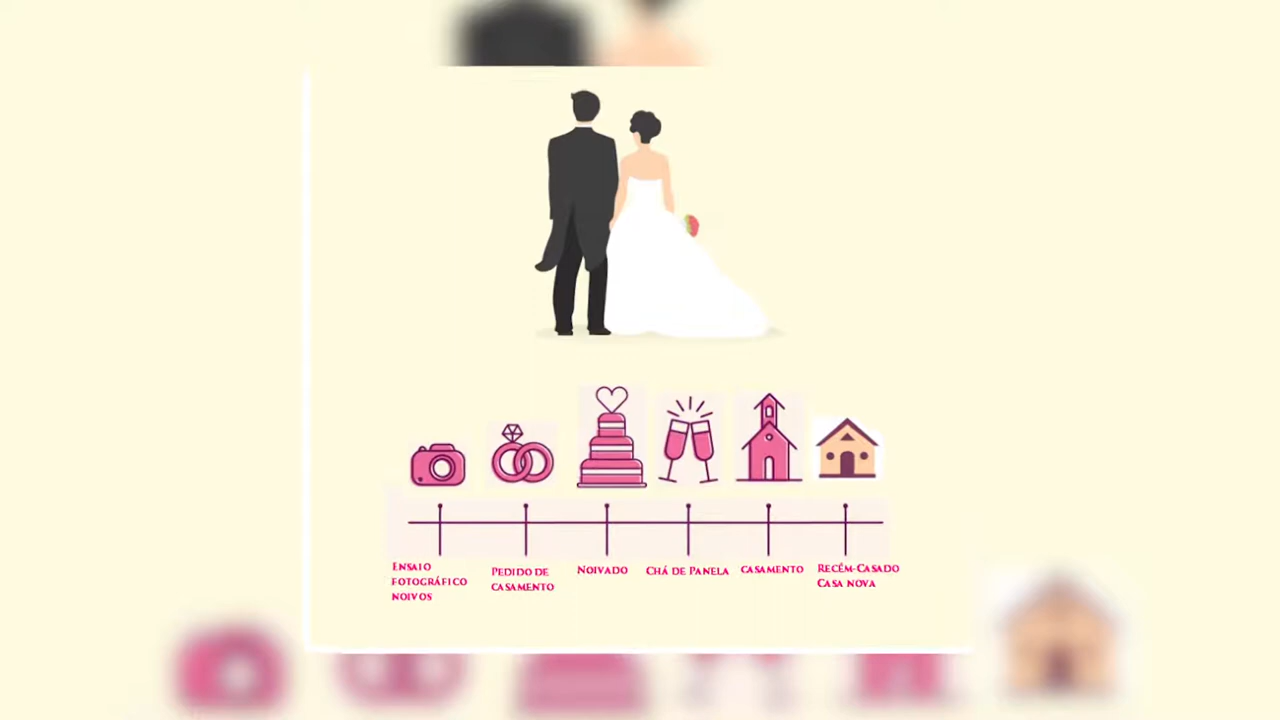 Ensaio
fotográfico
noivos
Pedido de
casamento
Noivado
Chá de Panela
casamento
Recém-Casado
Casa nova